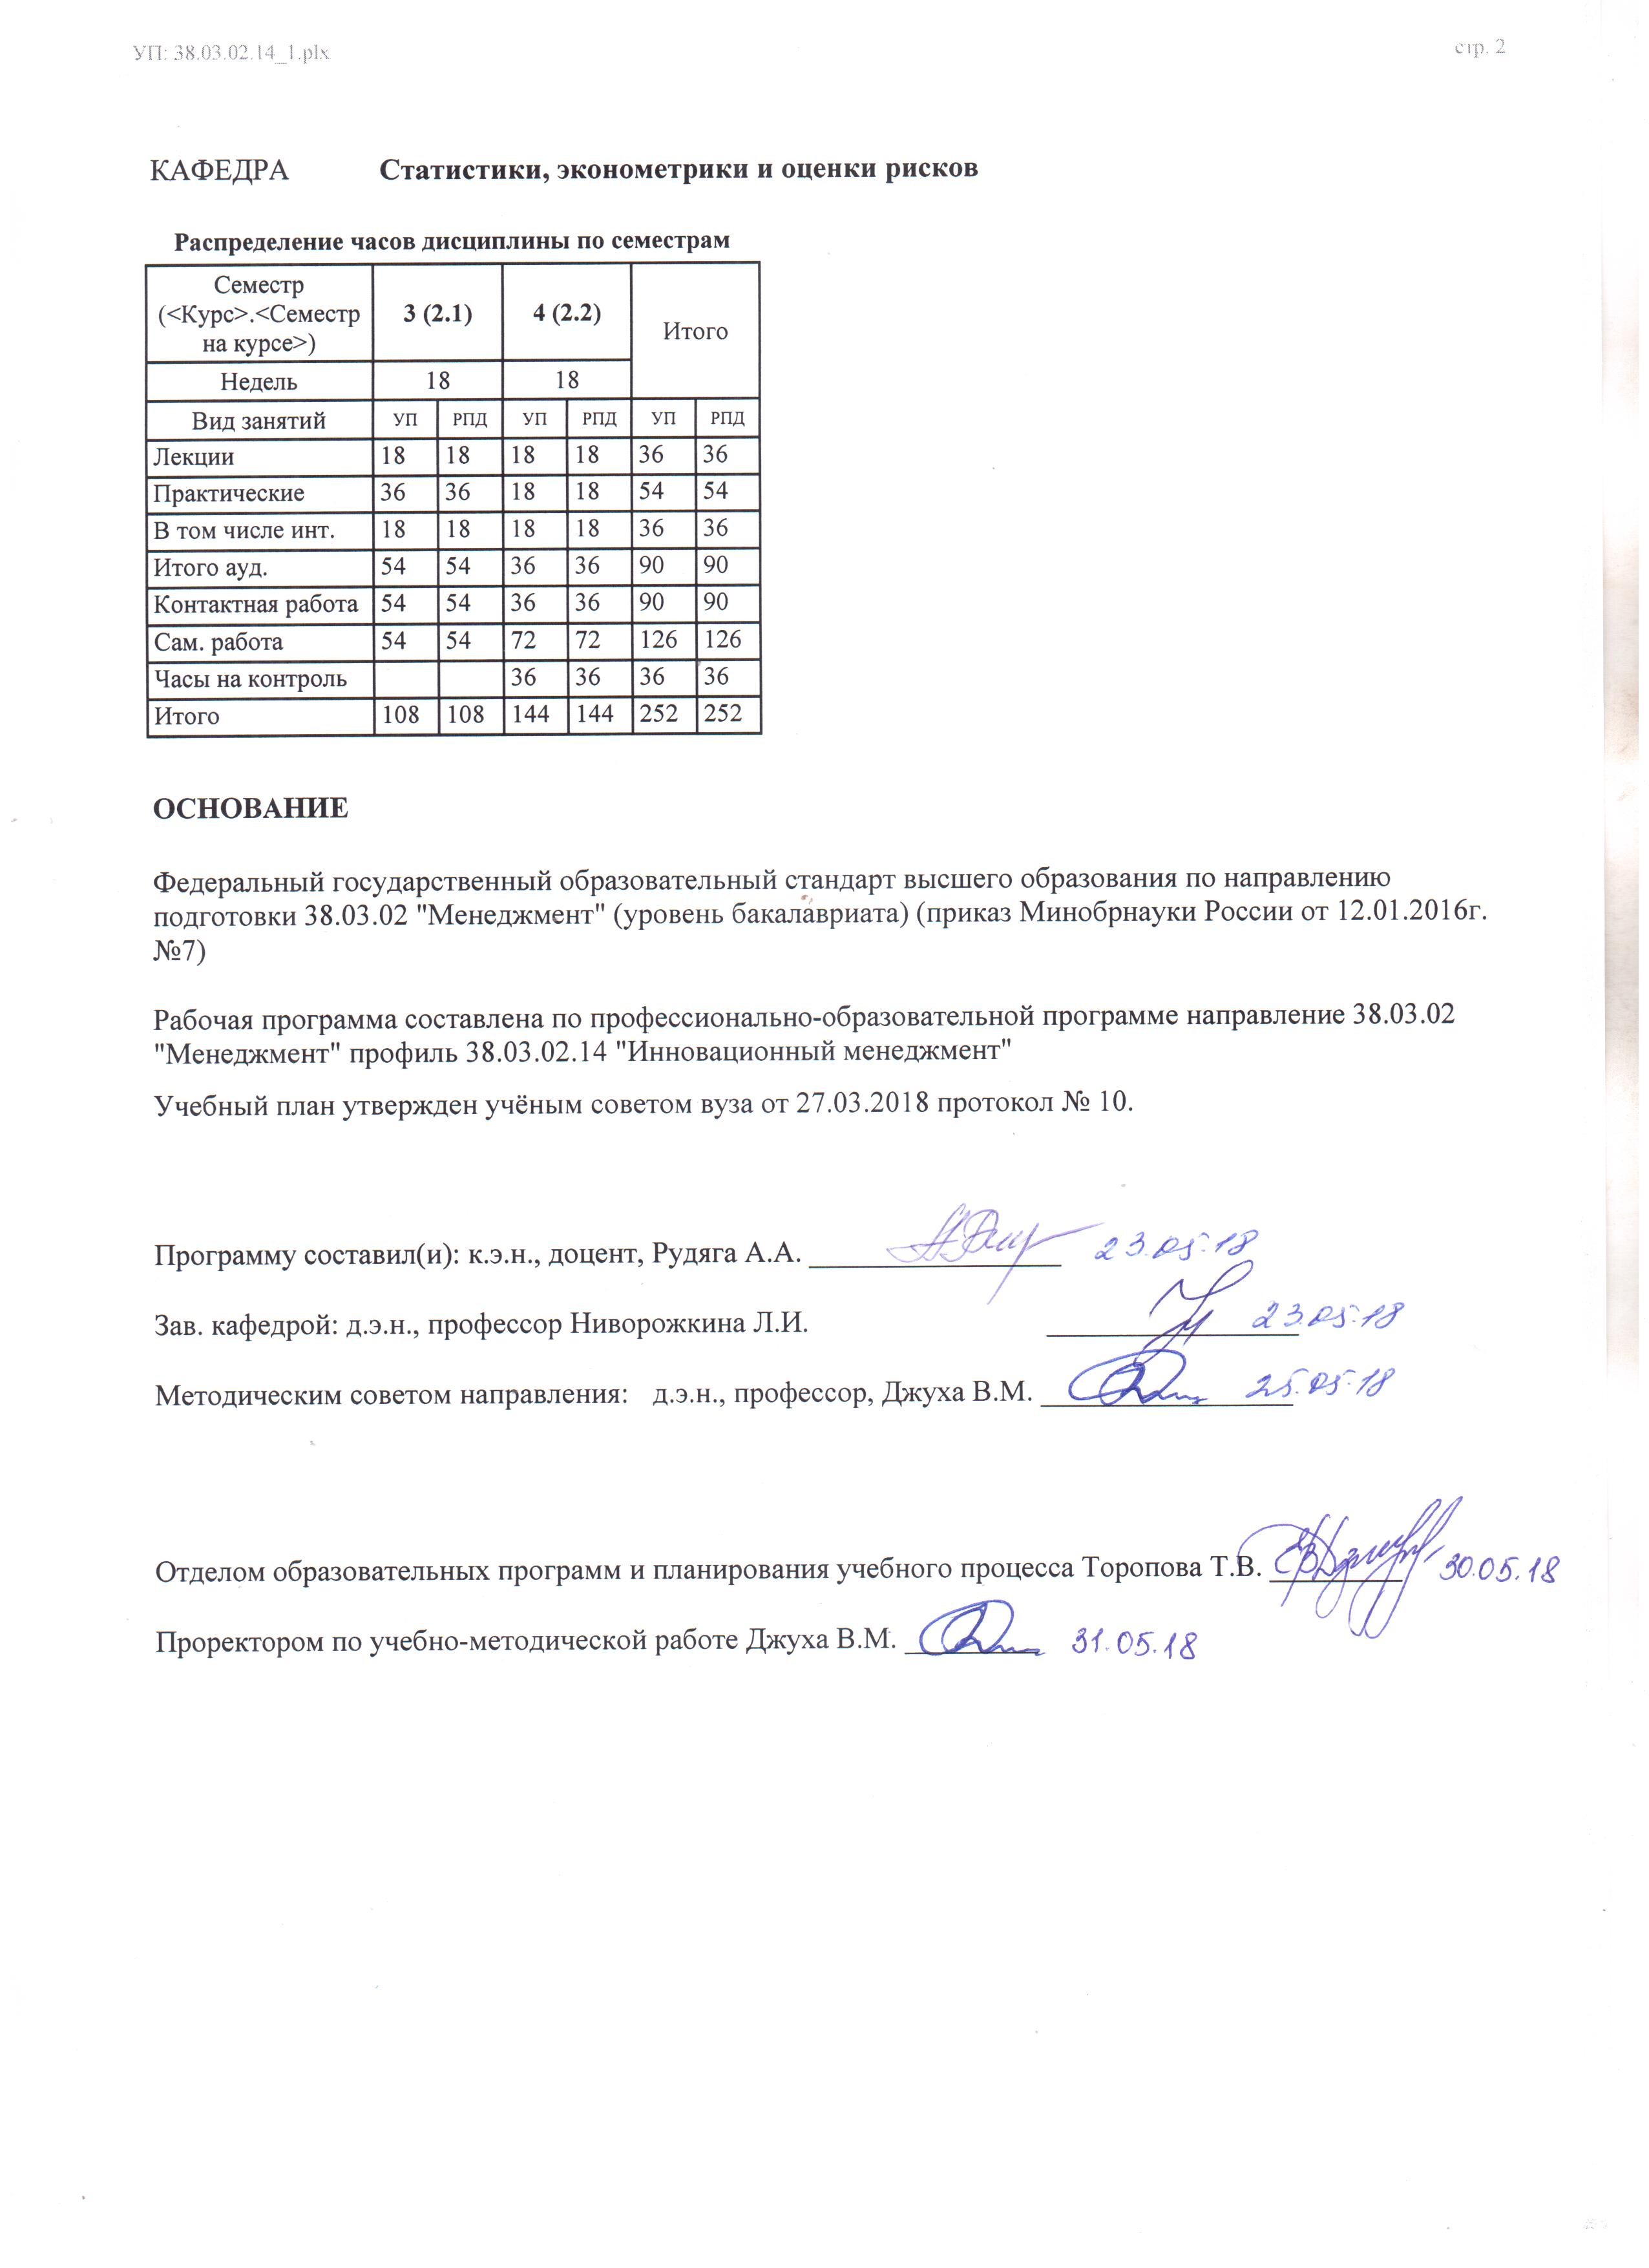 УП: 38.03.02.14_1.plx
стр. 2
КАФЕДРА Статистики, эконометрики и оценки рисков
Распределение часов дисциплины по семестрам
Семестр
(<Курс>.<Семестр
на курсе>)
3 (2.1) 4 (2.2) Итого
Недель 18 18
Вид занятий УП РПД УП РПД УП РПД
Лекции 18 18 18 18 36 36
Практические 36 36 18 18 54 54
В том числе инт. 18 18 18 18 36 36
Итого ауд. 54 54 36 36 90 90
Контактная работа 54 54 36 36 90 90
Сам. работа 54 54 72 72 126 126
Часы на контроль 36 36 36 36
Итого 108 108 144 144 252 252
ОСНОВАНИЕ
Федеральный государственный образовательный стандарт высшего образования по направлению
подготовки 38.03.02 "Менеджмент" (уровень бакалавриата) (приказ Минобрнауки России от 12.01.2016г.
№7)
Рабочая программа составлена по профессионально-образовательной программе направление 38.03.02
"Менеджмент" профиль 38.03.02.14 "Инновационный менеджмент"
Учебный план утвержден учёным советом вуза от 27.03.2018 протокол № 10.
Программу составил(и): к.э.н., доцент, Рудяга А.А. 23.05.18
Зав. кафедрой: д.э.н., профессор Ниворожкина Л.И. 23.05.18
Методическим советом направления: д.э.н., профессор, Джуха В.М. 25.05.18
Отделом образовательных программ и планирования учебного процесса Торопова Т.В. 30.05.18
Проректором по учебно-методической работе Джуха В.М. 31.05.18